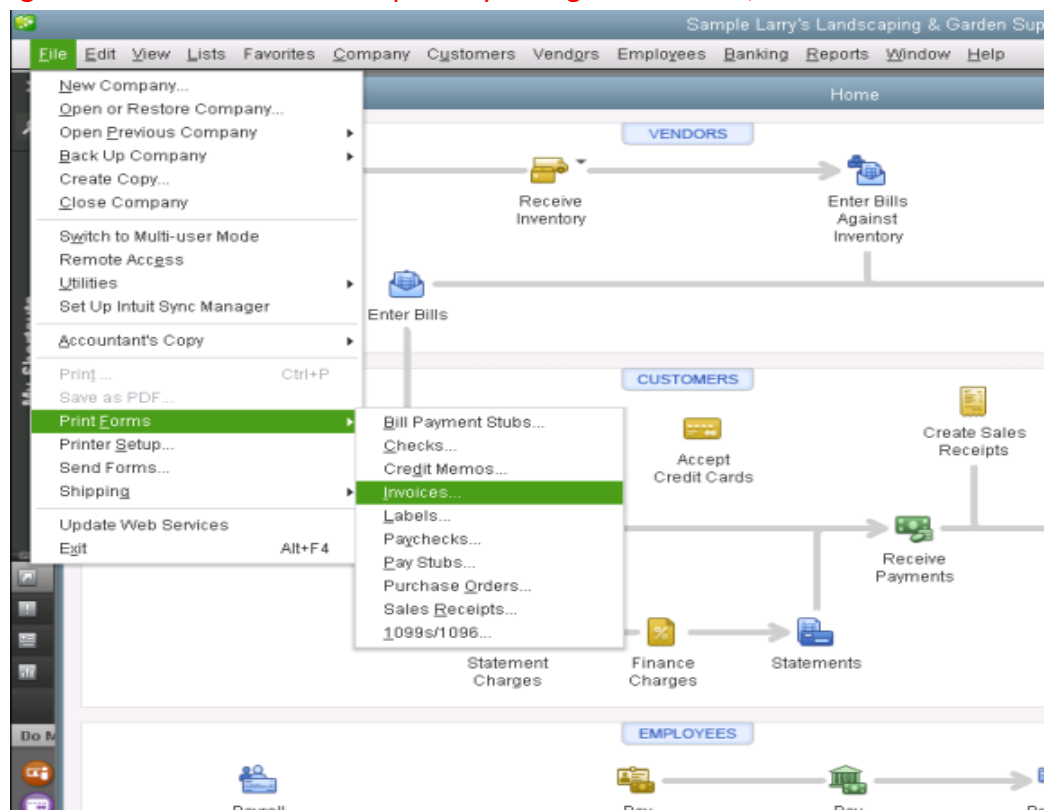 Sample Larry's Landscaping & Garden Sup
File Edit View Lists Favorites Company Customers Vendors Employees Banking Reports Window Help
Home
New Company...
Open or Restore Company...
Open Previous Company
Back Up Company
Create Copy...
Close Company
Switch to Multi-user Mode
Remote Access
Utilities
Set Up Intuit Sync Manager
Accountant's Copy
Print ... Ctrl+P
Save as PDF...
Print Forms
Printer Setup...
Send Forms...
Shipping
Update Web Services
Exit Alt+F4
Bill Payment Stubs...
Checks...
Credit Memos...
Invoices...
Labels...
Paychecks...
Pay Stubs...
Purchase Orders...
Sales Receipts...
1099s/1096...
VENDORS
Receive
Inventory
Enter Bills
Against
Inventory
Enter Bills
CUSTOMERS
Accept
Credit Cards
Create Sales
Receipts
Receive
Payments
Statement
Charges
Finance
Charges
Statements
EMPLOYEES
Do M